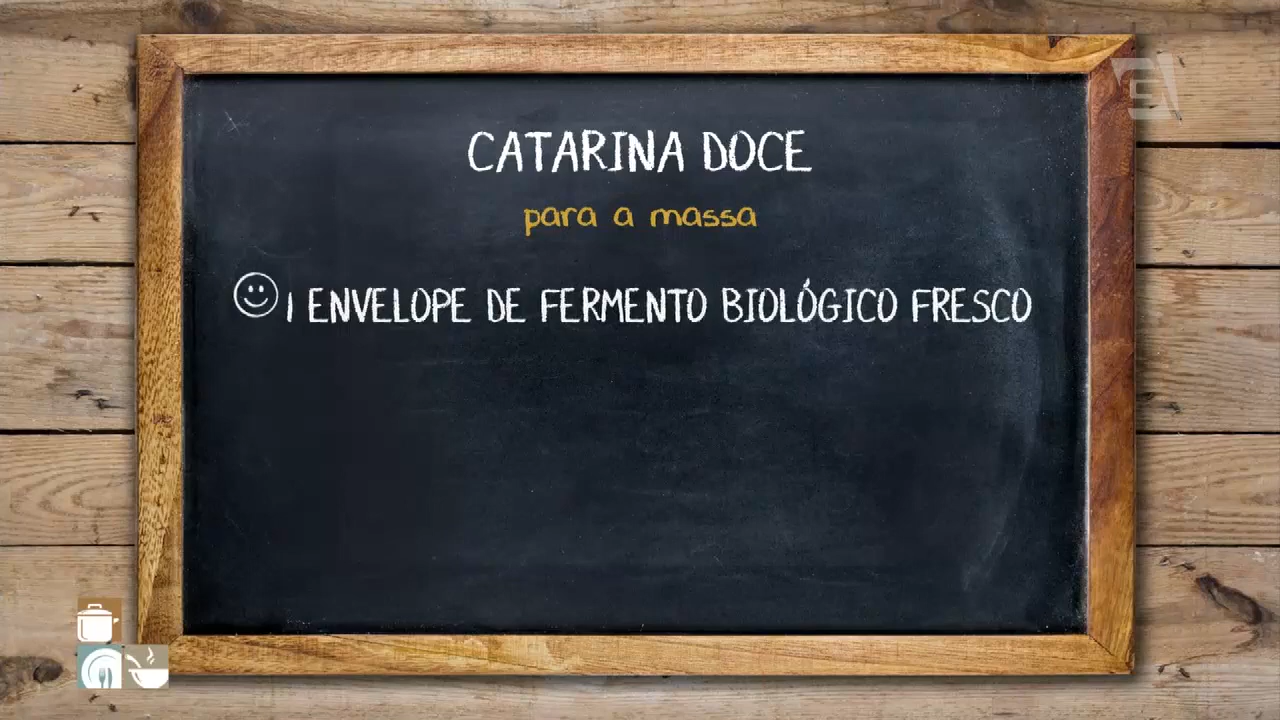 CATARINA DOCE
para a massa
1 ENVELOPE DE FERMENTO BIOLÓGICO FRESCO